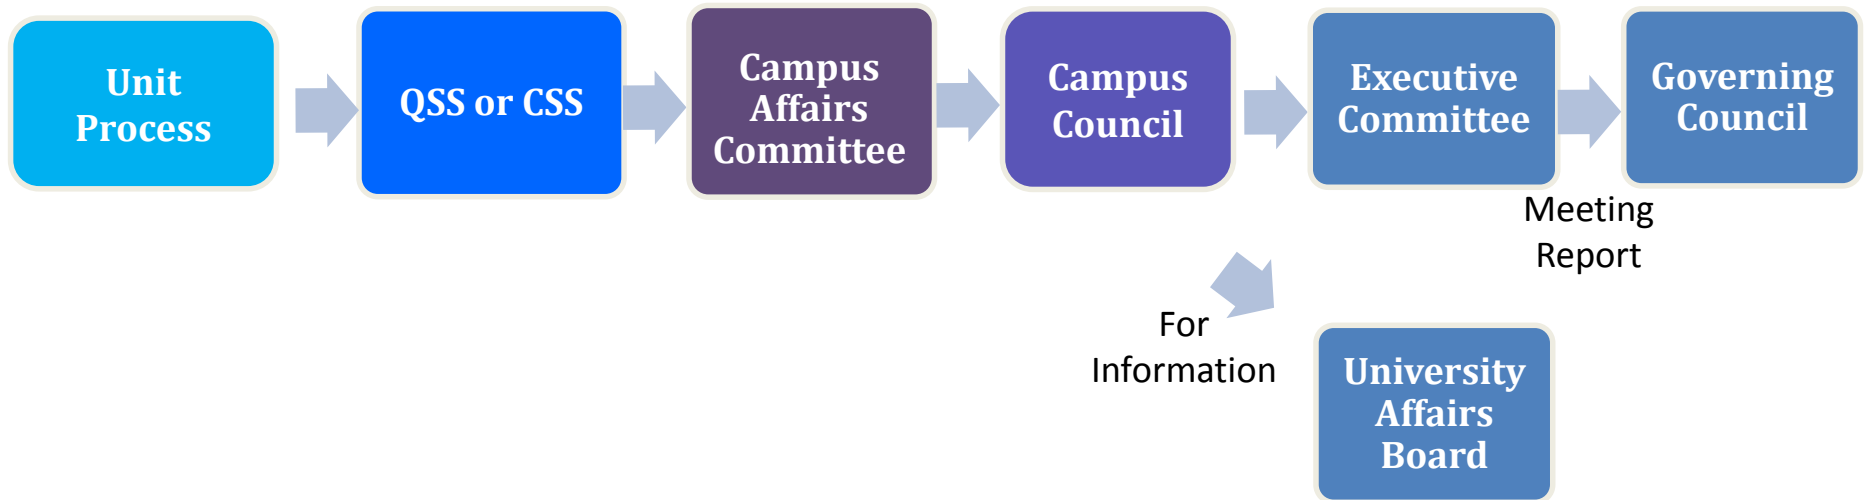 Unit
Process
QSS or CSS
Campus
Affairs
Committee
Campus
Council
Executive
Committee
Governing
Council
Meeting
Report
For
Information
University
Affairs
Board